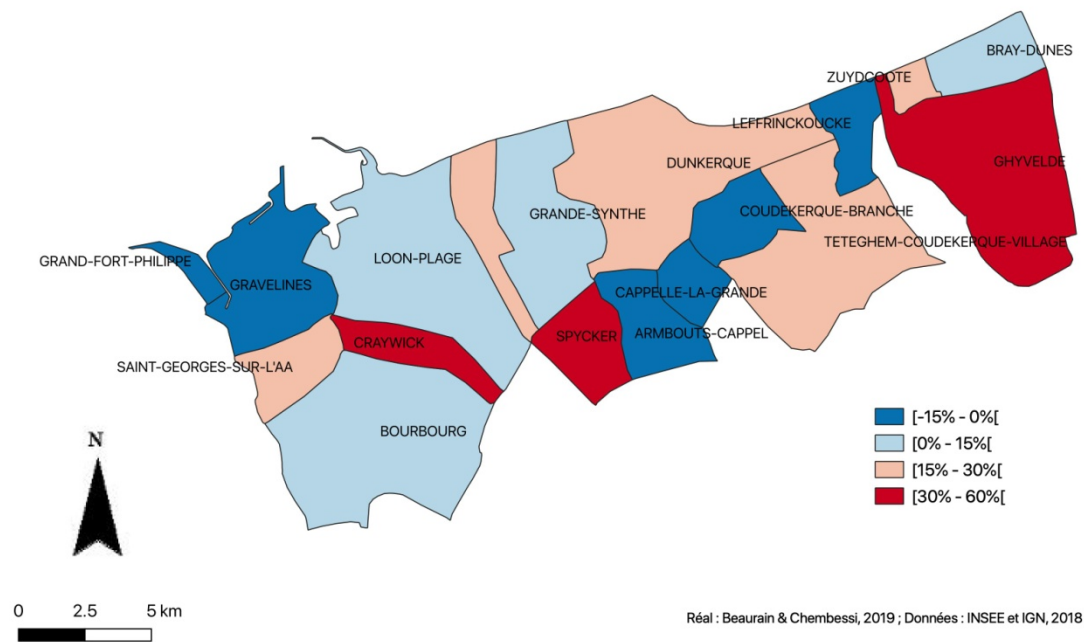 BRAY-DUNES
ZUYDCOOTE
LEFFRINCKOUCKE
DUNKERQUE
GHYVELDE
GRANDE-SYNTHE
COUDEKERQUE-BRANCHE
TETEGHEM-COUDEKERQUE-VILLAGE
GRAND-FORT-PHILIPPE
LOON-PLAGE
GRAVELINES
CAPPELLE-LA-GRANDE
ARMBOUTS-CAPPEL
SPYCKER
CRAYWICK
SAINT-GEORGES-SUR-L'AA
BOURBOURG
[-15% - 0%[
[0% - 15%[
[15% - 30%[
[30% - 60%[
N
0 2.5 5 km
Réal : Beaurain & Chembessi, 2019 ; Données : INSEE et IGN, 2018